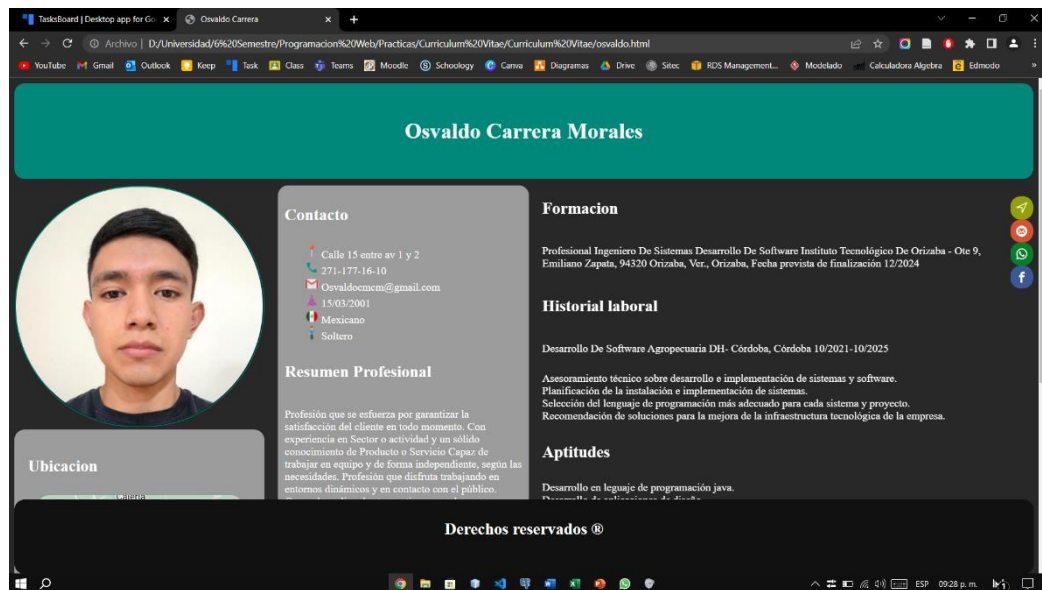 TasksBoard | Desktop app for Go
Osvaldo Carrera
Archivo | D:/Universidad/6%20Semestre/Programacion%20Web/Practicas/Curriculum%20Vitae/Curriculum%20Vitae/osvaldo.html
YouTube Gmail Outlook Keep Task Class Teams Moodle Schoology Canva Diagramas Drive Sitec RDS Management... Modelado Calculadora Algebra Edmodo »
Osvaldo Carrera Morales
Ubicacion
Contacto
Calle 15 entre av 1 y 2
271-177-16-10
Osvaldocmcm@gmail.com
15/03/2001
Mexicano
Soltero
Resumen Profesional
Profesión que se esfuerza por garantizar la
satisfacción del cliente en todo momento. Con
experiencia en Sector o actividad y un sólido
conocimiento de Producto o Servicio Capaz de
trabajar en equipo y de forma independiente, según las
necesidades. Profesión que disfruta trabajando en
entornos dinámicos y en contacto con el público.
Formacion
Profesional Ingeniero De Sistemas Desarrollo De Software Instituto Tecnológico De Orizaba - Ote 9,
Emiliano Zapata, 94320 Orizaba, Ver., Orizaba, Fecha prevista de finalización 12/2024
Historial laboral
Desarrollo De Software Agropecuaria DH- Córdoba, Córdoba 10/2021-10/2025
Asesoramiento técnico sobre desarrollo e implementación de sistemas y software.
Planificación de la instalación e implementación de sistemas.
Selección del lenguaje de programación más adecuado para cada sistema y proyecto.
Recomendación de soluciones para la mejora de la infraestructura tecnológica de la empresa.
Aptitudes
Desarrollo en leguaje de programación java.
Derechos reservados ®
ESP 09:28 p. m.